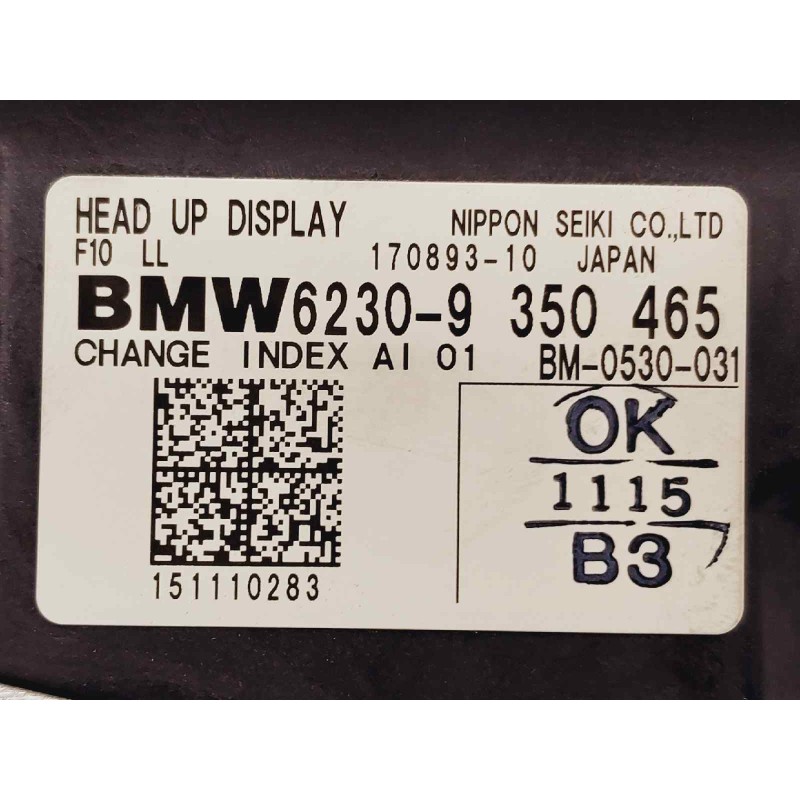 HEAD UP DISPLAY NIPPON SEIKI CO.,LTD
F10 LL 170893-10 JAPAN
BMW6230-9 350 465
CHANGE INDEX AI 01 BM-0530-031
OK
1115
B3
151110283